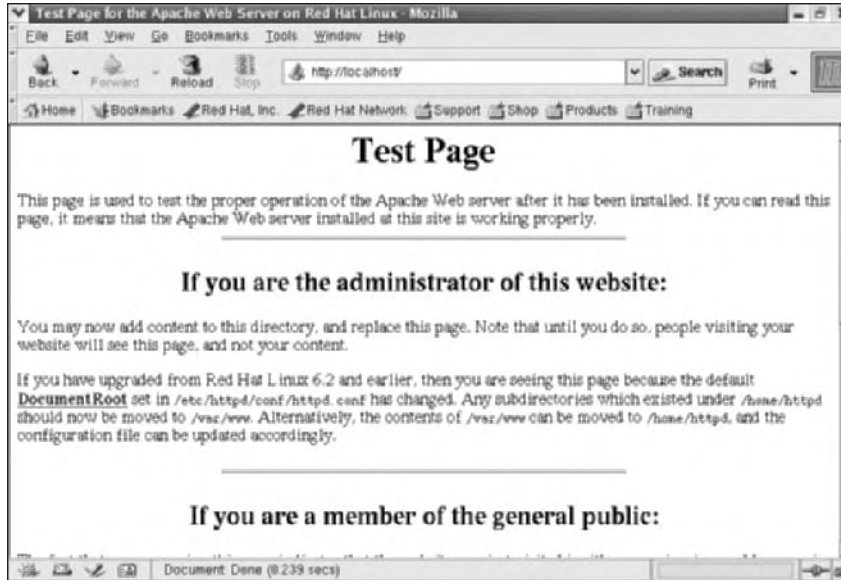 Test Page for the Apache Web Server on Red Hat Linux - Mozilla
File Edit View Go Bookmarks Tools Window Help
Back Forward Reload Stop http://localhost/ Search Print
Home Bookmarks Red Hat, Inc. Red Hat Network Support Shop Products Training
Test Page
This page is used to test the proper operation of the Apache Web server after it has been installed. If you can read this
page, it means that the Apache Web server installed at this site is working properly.
If you are the administrator of this website:
You may now add content to this directory, and replace this page. Note that until you do so, people visiting your
website will see this page, and not your content.
If you have upgraded from Red Hat Linux 6.2 and earlier, then you are seeing this page because the default
DocumentRoot set in /etc/httpd/conf/httpd.conf has changed. Any subdirectories which existed under /home/httpd
should now be moved to /var/www. Alternatively, the contents of /var/www can be moved to /home/httpd, and the
configuration file can be updated accordingly.
If you are a member of the general public:
Document: Done (0.239 secs)